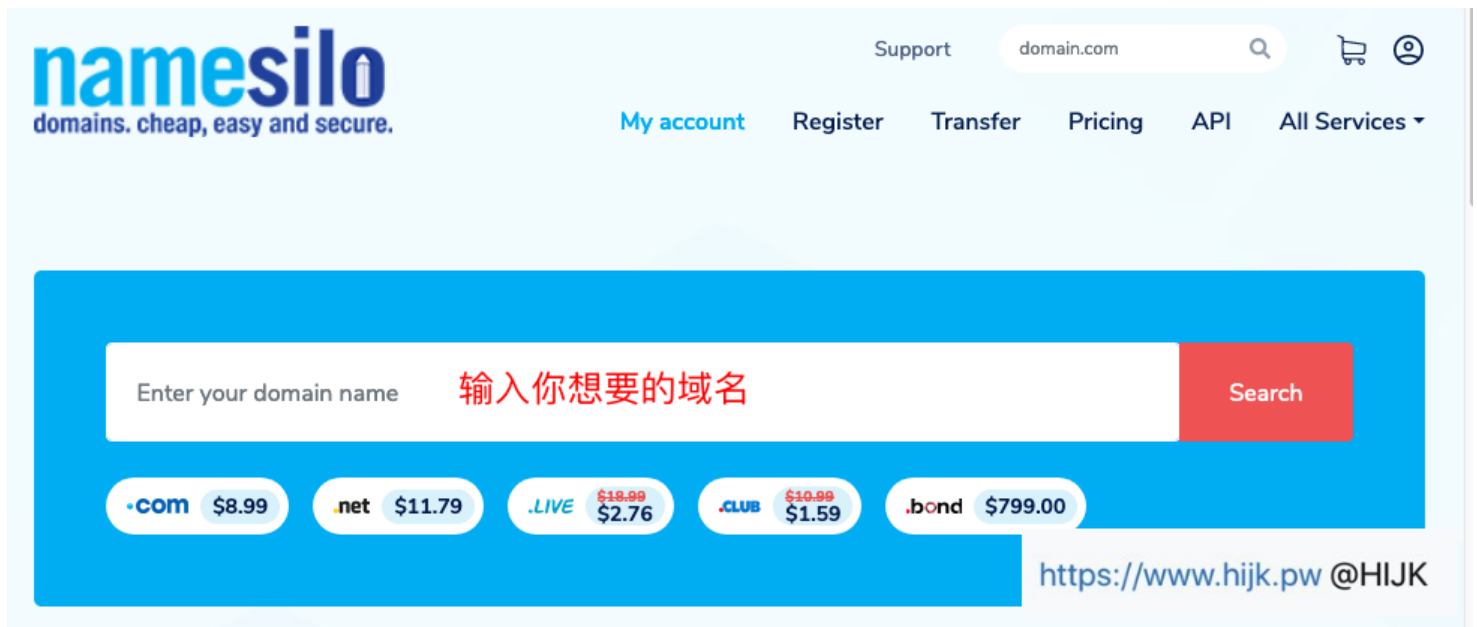 namesilo
domains. cheap, easy and secure.
Support
domain.com
My account
Register
Transfer
Pricing
API
All Services
Enter your domain name
输入你想要的域名
Search
.com $8.99
.net $11.79
.LIVE $18.99 $2.76
.CLUB $10.99 $1.59
.bond $799.00
https://www.hijk.pw @HIJK